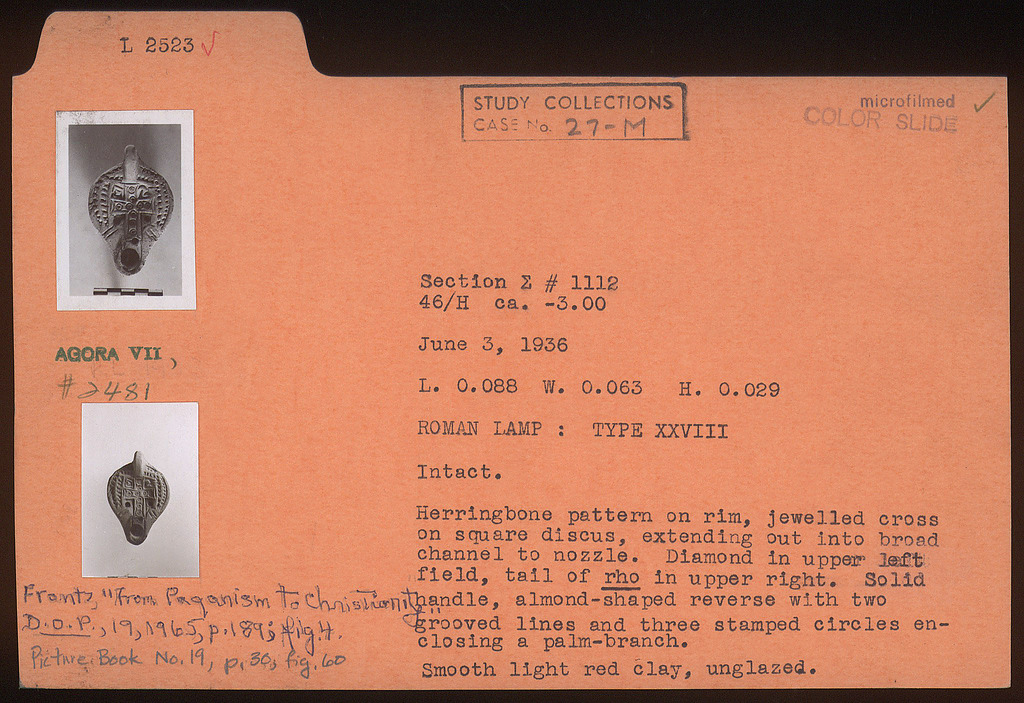 L 2523 ✓
STUDY COLLECTIONS
CASE No. 27-M
microfilmed ✓
COLOR SLIDE
Section Σ # 1112
46/H ca. -3.00
June 3, 1936
L. 0.088 W. 0.063 H. 0.029
ROMAN LAMP : TYPE XXVIII
Intact.
Herringbone pattern on rim, jewelled cross
on square discus, extending out into broad
channel to nozzle. Diamond in upper left
field, tail of rho in upper right. Solid
handle, almond-shaped reverse with two
grooved lines and three stamped circles en-
closing a palm-branch.
Smooth light red clay, unglazed.
AGORA VII,
#2481
Frantz, "From Paganism to Christianity"
D.O.P., 19, 1965, p. 189; fig 4.
Picture Book No. 19, p. 30, fig. 60